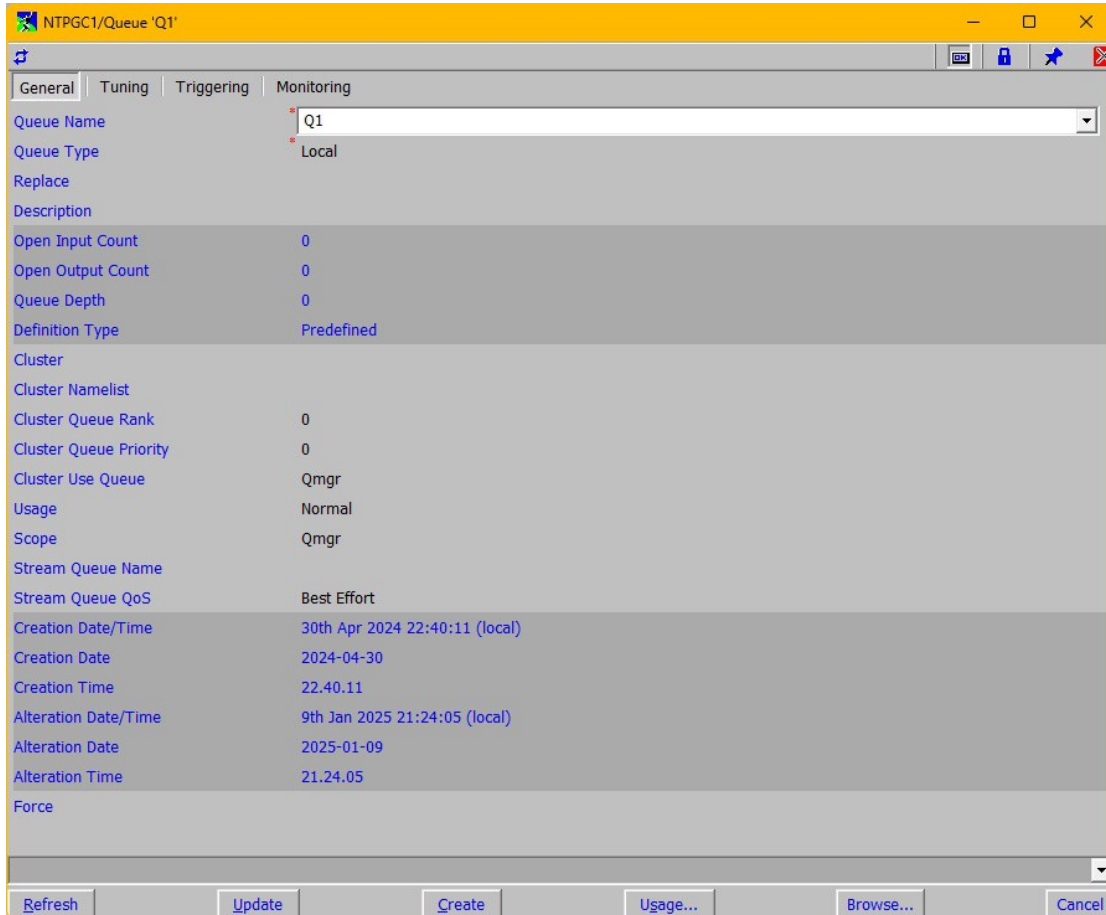 NTPGC1/Queue 'Q1'
OK
General Tuning Triggering Monitoring
Queue Name * Q1
Queue Type * Local
Replace
Description
Open Input Count 0
Open Output Count 0
Queue Depth 0
Definition Type Predefined
Cluster
Cluster Namelist
Cluster Queue Rank 0
Cluster Queue Priority 0
Cluster Use Queue Qmgr
Usage Normal
Scope Qmgr
Stream Queue Name
Stream Queue QoS Best Effort
Creation Date/Time 30th Apr 2024 22:40:11 (local)
Creation Date 2024-04-30
Creation Time 22.40.11
Alteration Date/Time 9th Jan 2025 21:24:05 (local)
Alteration Date 2025-01-09
Alteration Time 21.24.05
Force
Refresh Update Create Usage... Browse... Cancel